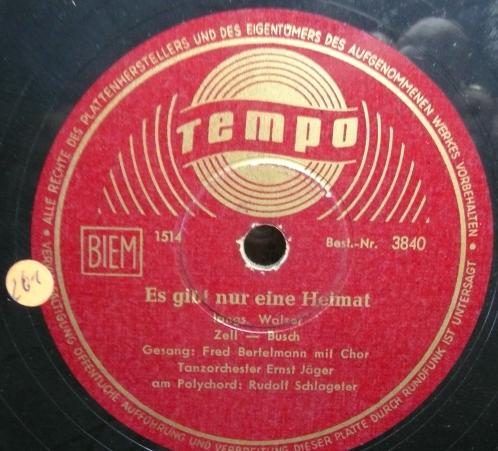 • ALLE RECHTE DES PLATTENHERSTELLERS UND DES EIGENTÜMERS DES AUFGENOMMENEN WERKES VORBEHALTEN •
Tempo
BIEM
1514
Best.-Nr. 3840
Es gibt nur eine Heimat
langs. Walzer
Zell — Busch
Gesang: Fred Bertelmann mit Chor
Tanzorchester Ernst Jäger
am Polychord: Rudolf Schlageter
ÖFFENTLICHE AUFFÜHRUNG UND VERBREITUNG DIESER PLATTE DURCH RUNDFUNK IST UNTERSAGT